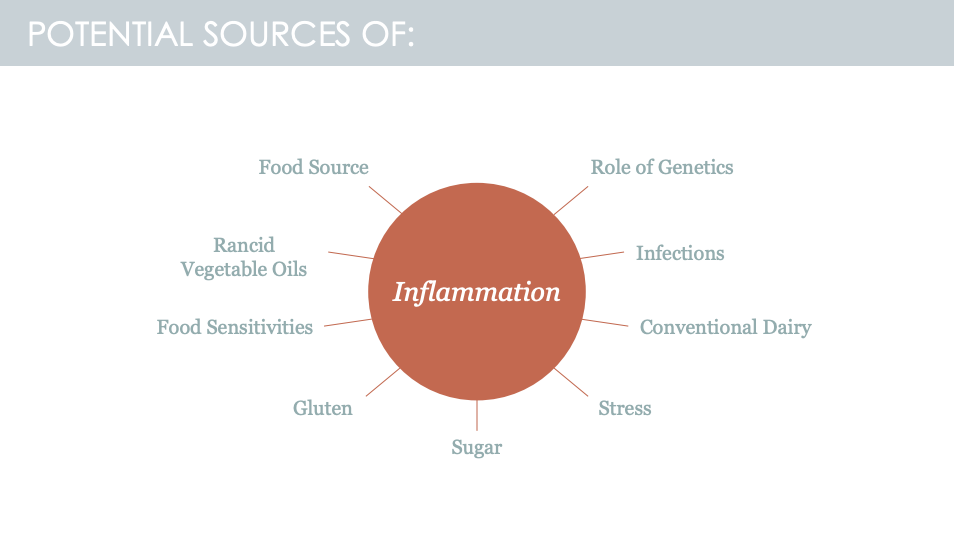 POTENTIAL SOURCES OF:
Food Source
Role of Genetics
Rancid
Vegetable Oils
Infections
Inflammation
Food Sensitivities
Conventional Dairy
Gluten
Stress
Sugar